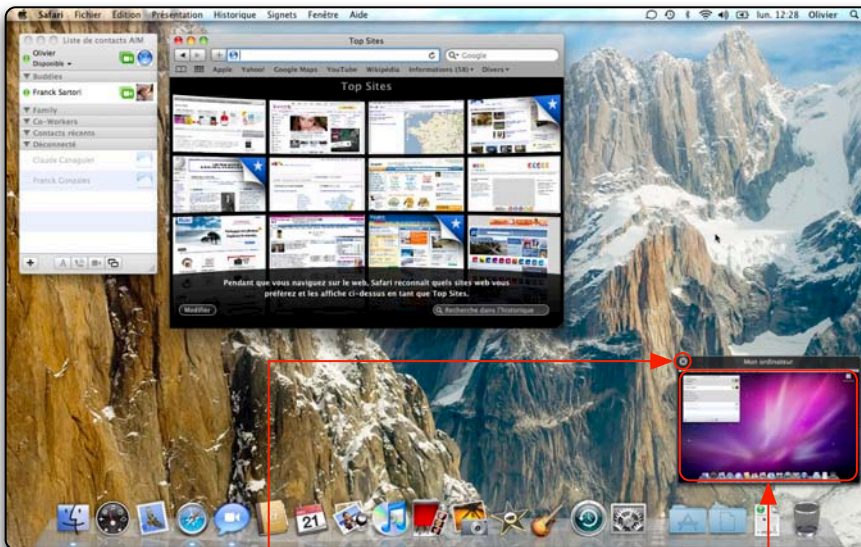 Safari Fichier Edition Présentation Historique Signets Fenêtre Aide
lun. 12:28 Olivier
Liste de contacts AIM
Olivier
Disponible
Buddies
Franck Sartori
Family
Co-Workers
Contacts récents
Déconnecté
Claude Canaguier
Franck Gonzales
A
Top Sites
Google
Apple Yahoo! Google Maps YouTube Wikipédia Informations (58) Divers
Top Sites
Pendant que vous naviguez sur le web, Safari reconnaît quels sites web vous
préférez et les affiche ci-dessus en tant que Top Sites.
Modifier
Recherche dans l'historique
Mon ordinateur
21